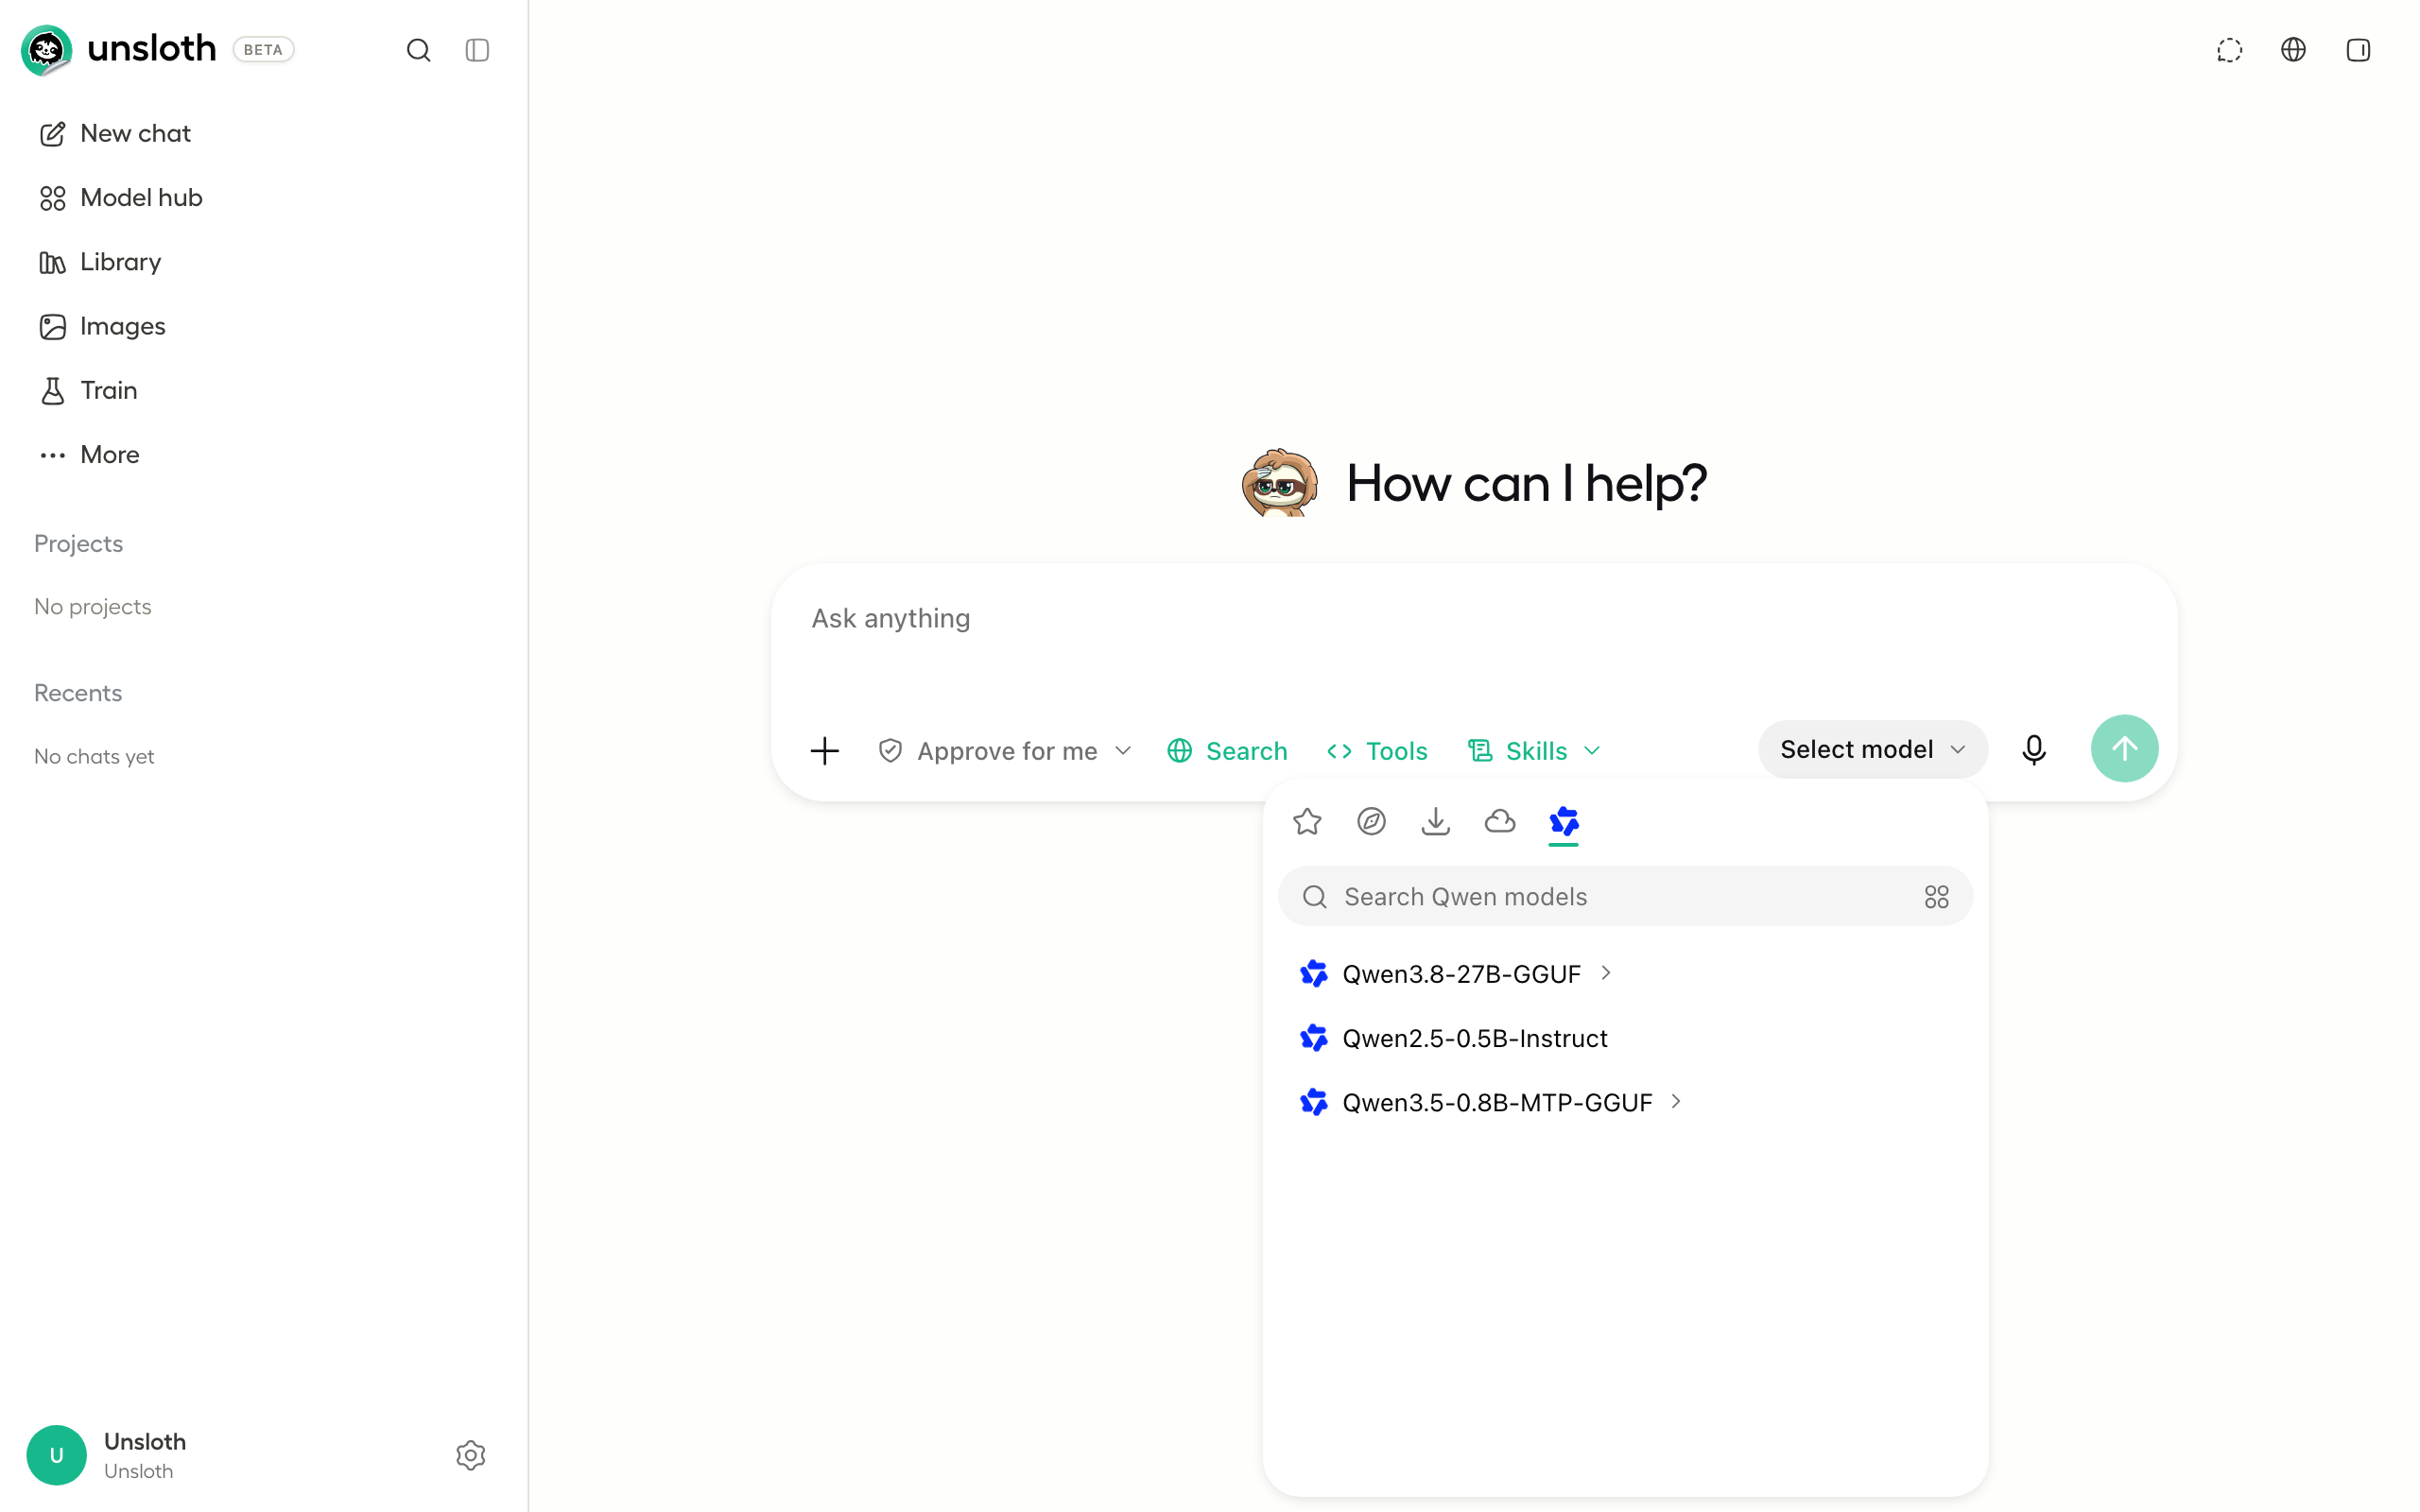 unsloth BETA
New chat
Model hub
Library
Images
Train
More
Projects
No projects
Recents
No chats yet
Unsloth
U
Unsloth
How can I help?
Ask anything
Approve for me
Search
Tools
Skills
Select model
Search Qwen models
Qwen3.8-27B-GGUF
Qwen2.5-0.5B-Instruct
Qwen3.5-0.8B-MTP-GGUF